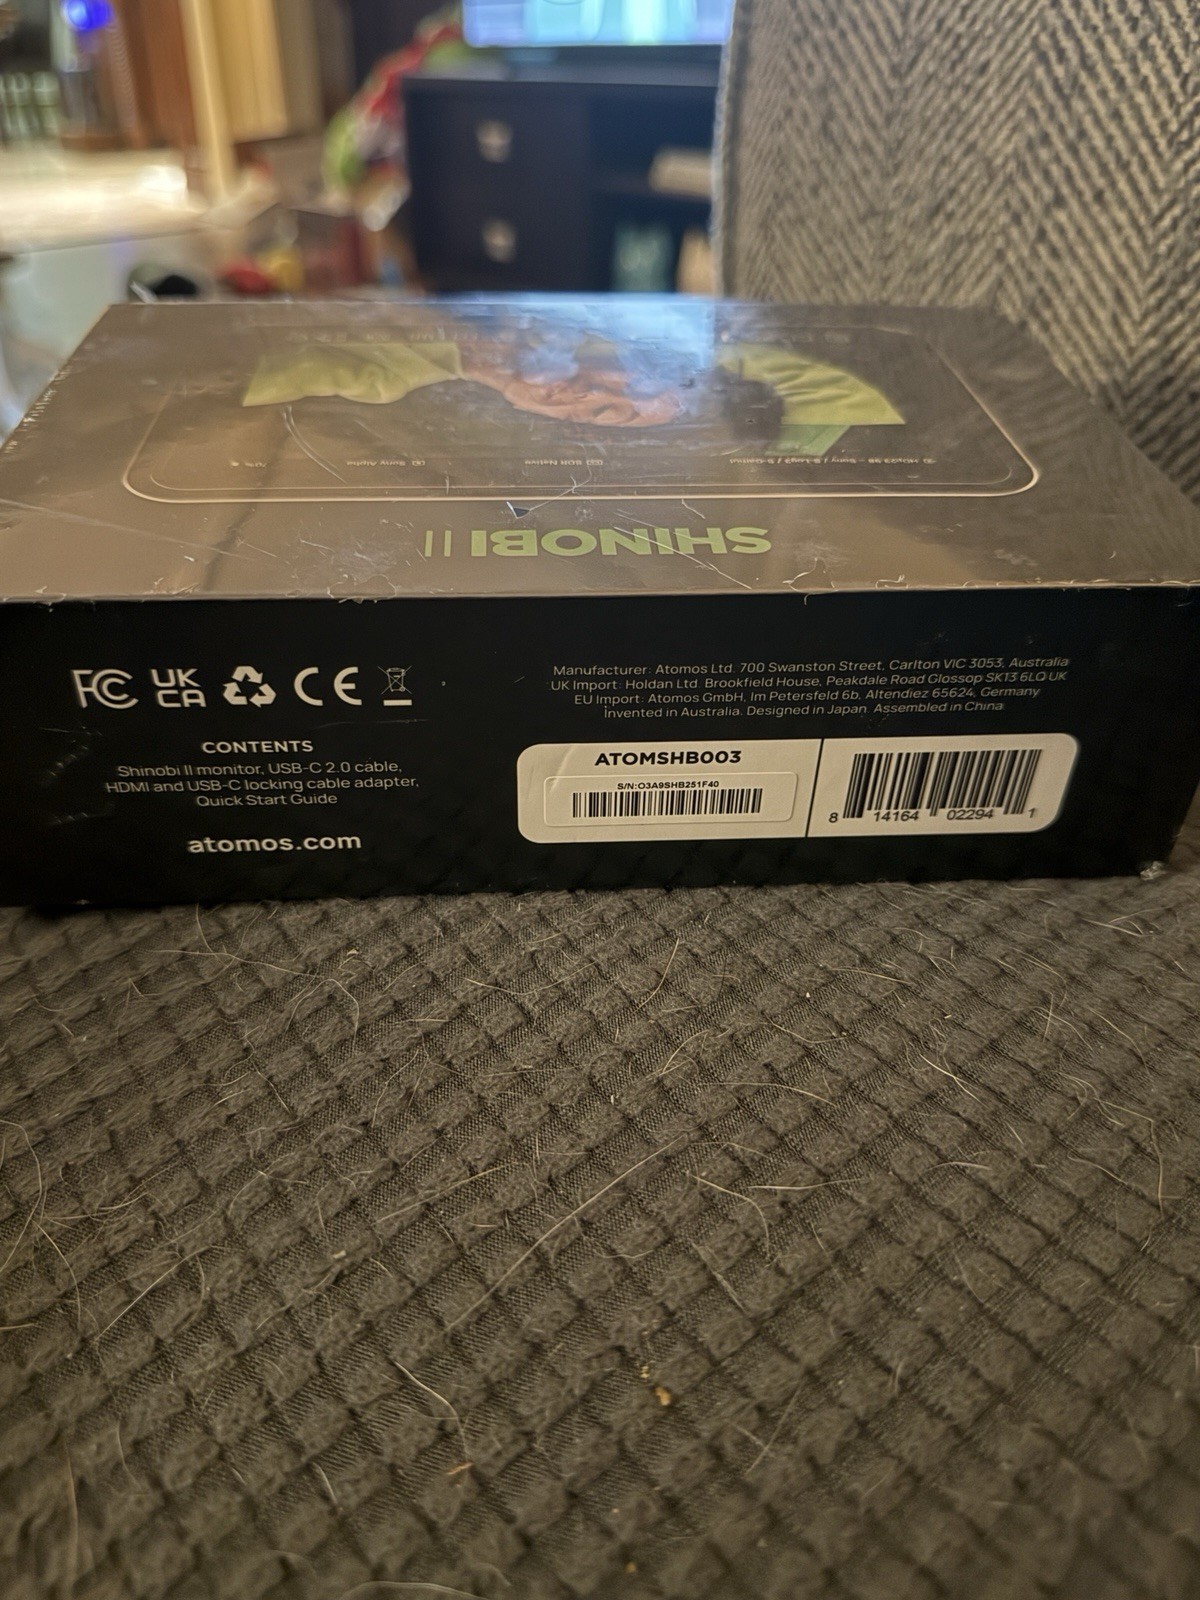 SHINOBI II
FC UK CA CE
Manufacturer: Atomos Ltd. 700 Swanston Street, Carlton VIC 3053, Australia
UK Import: Holdan Ltd. Brookfield House, Peakdale Road Glossop SK13 6LQ UK
EU Import: Atomos GmbH, Im Petersfeld 6b, Altendiez 65624, Germany
Invented in Australia. Designed in Japan. Assembled in China.
CONTENTS
Shinobi II monitor, USB-C 2.0 cable,
HDMI and USB-C locking cable adapter,
Quick Start Guide
atomos.com
ATOMSHB003
S/N:O3A9SHB251F40
8 14164 02294 1